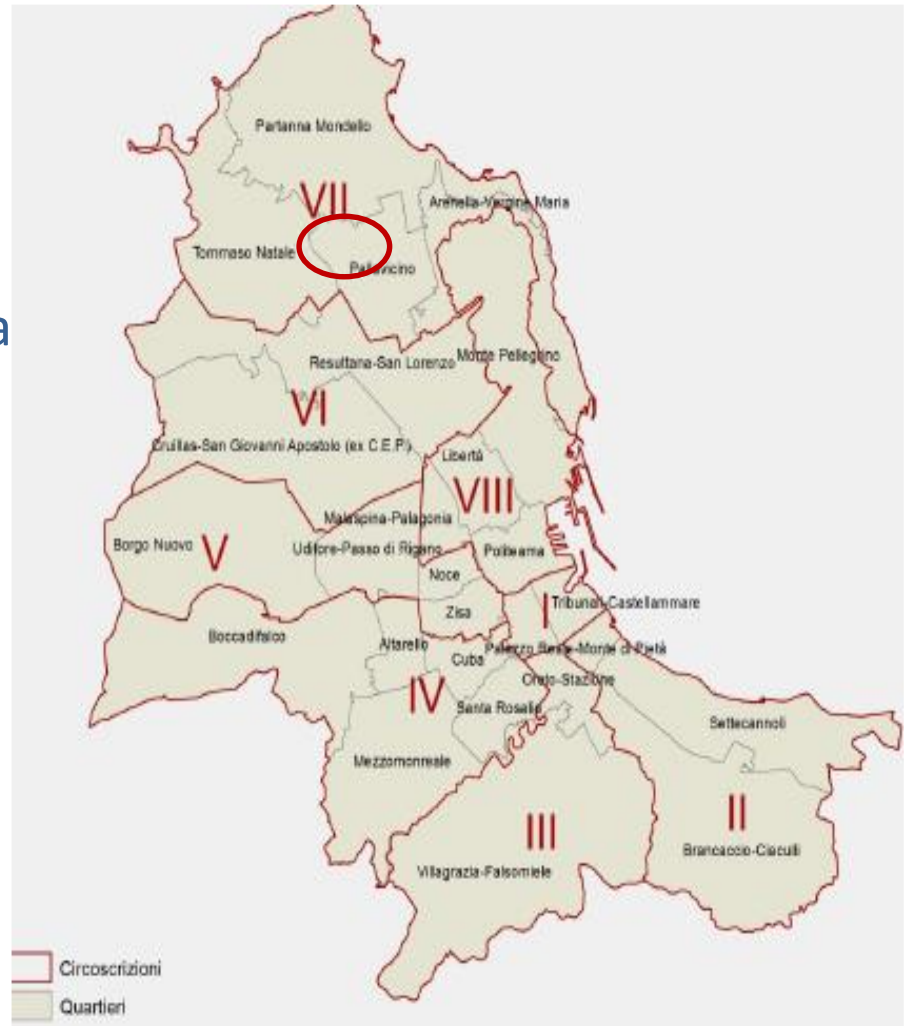 Partanna Mondello
VII
Arenella-Vergine Maria
Tommaso Natale
Pallavicino
a
Resuttana-San Lorenzo
Monte Pellegrino
VI
Cruillas-San Giovanni Apostolo (ex C.E.P.)
Libertà
VIII
Malaspina-Palagonia
Borgo Nuovo
V
Uditore-Passo di Rigano
Politeama
Noce
Zisa
I
Tribunali-Castellammare
Boccadifalco
Altarello
Cuba
Palazzo Reale-Monte di Pietà
Oreto-Stazione
IV
Santa Rosalia
Settecannoli
Mezzomonreale
III
II
Brancaccio-Ciaculli
Villagrazia-Falsomiele
Circoscrizioni
Quartieri